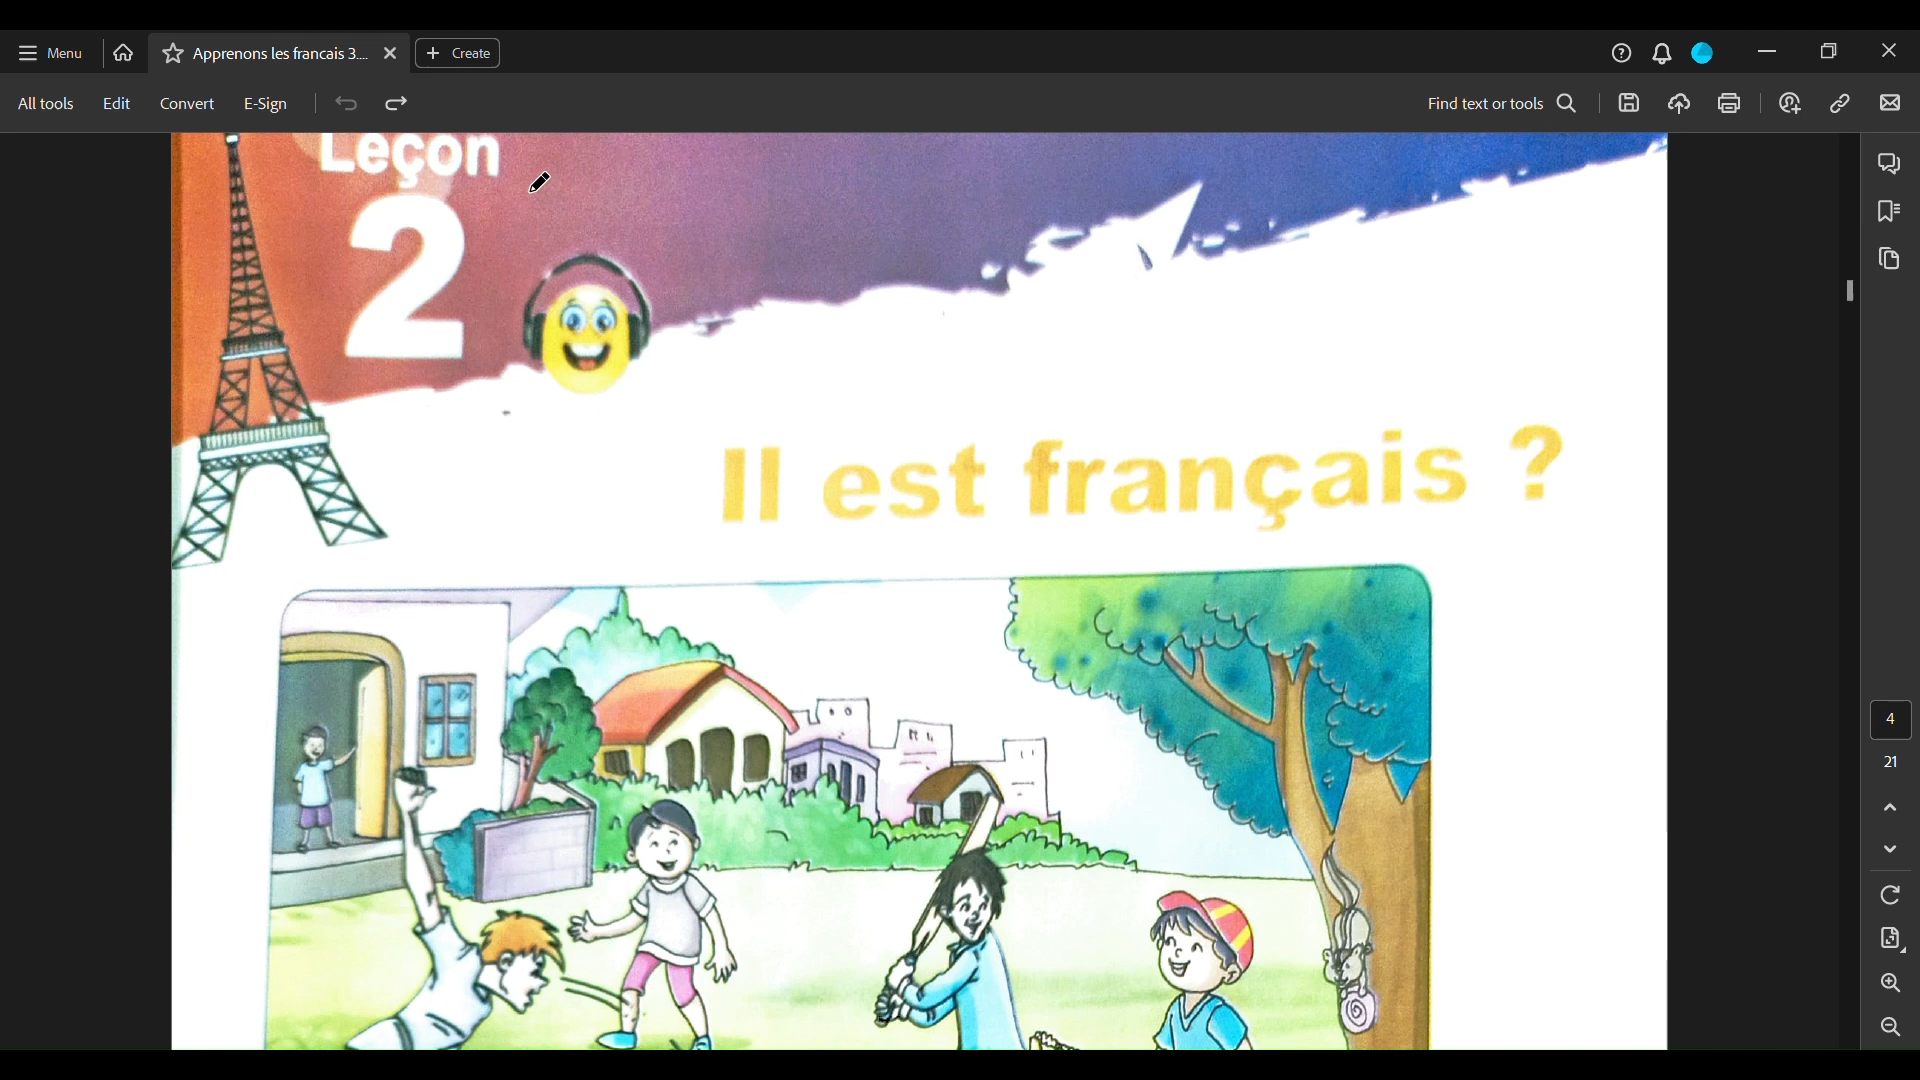 Menu
Apprenons les francais 3....
Create
All tools
Edit
Convert
E-Sign
Find text or tools
Leçon
2
Il est français ?
4
21